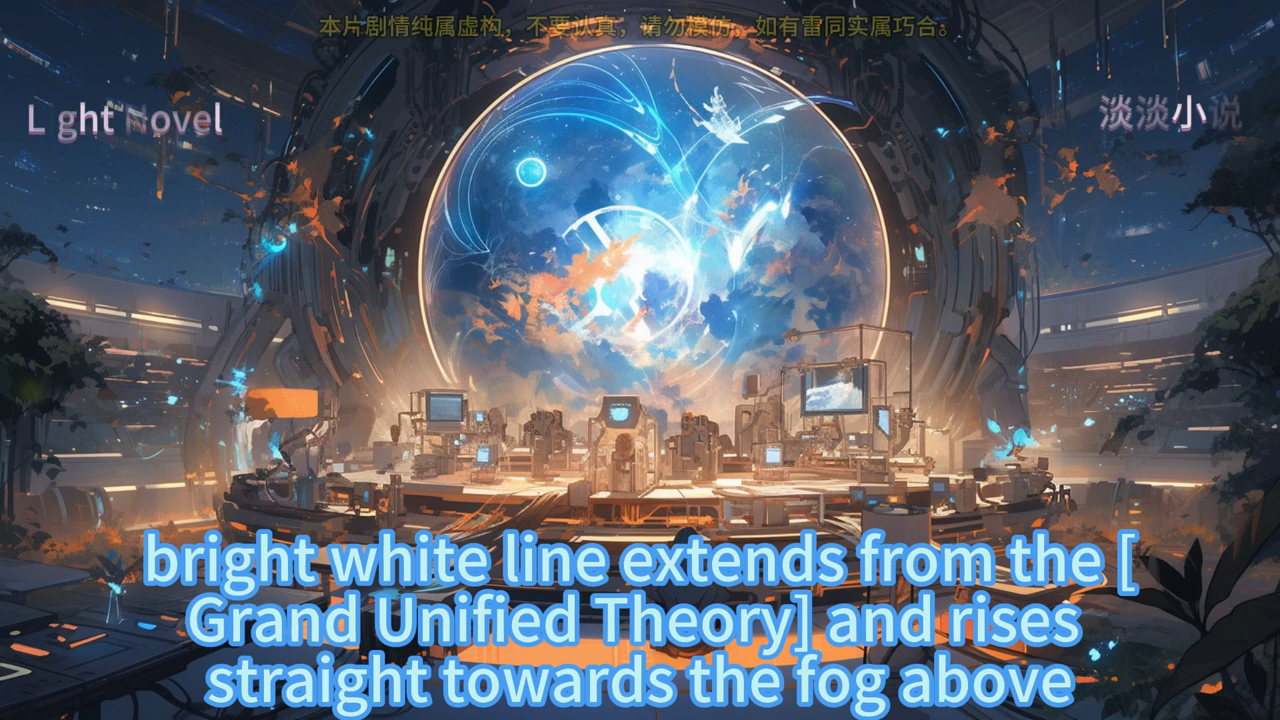 本片剧情纯属虚构，不要认真，请勿模仿，如有雷同实属巧合。
L ght Novel
淡淡小说
bright white line extends from the [
Grand Unified Theory] and rises
straight towards the fog above